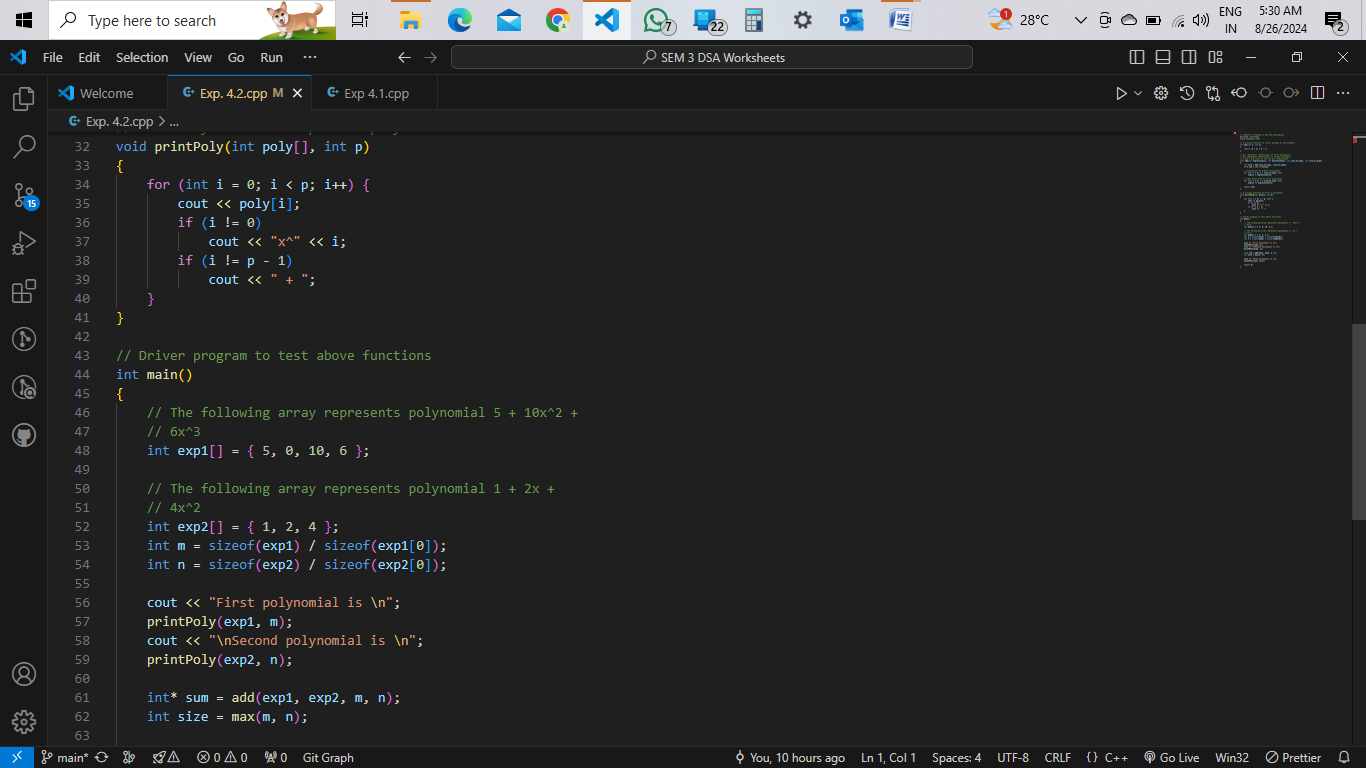 Type here to search
7
22
1
28°C
ENG
IN
5:30 AM
8/26/2024
2
File Edit Selection View Go Run ···
SEM 3 DSA Worksheets
Welcome
Exp. 4.2.cpp M
Exp 4.1.cpp
Exp. 4.2.cpp > ...
15
32 void printPoly(int poly[], int p)
33 {
34     for (int i = 0; i < p; i++) {
35         cout << poly[i];
36         if (i != 0)
37             cout << "x^" << i;
38         if (i != p - 1)
39             cout << " + ";
40     }
41 }
42
43 // Driver program to test above functions
44 int main()
45 {
46     // The following array represents polynomial 5 + 10x^2 +
47     // 6x^3
48     int exp1[] = { 5, 0, 10, 6 };
49
50     // The following array represents polynomial 1 + 2x +
51     // 4x^2
52     int exp2[] = { 1, 2, 4 };
53     int m = sizeof(exp1) / sizeof(exp1[0]);
54     int n = sizeof(exp2) / sizeof(exp2[0]);
55
56     cout << "First polynomial is \n";
57     printPoly(exp1, m);
58     cout << "\nSecond polynomial is \n";
59     printPoly(exp2, n);
60
61     int* sum = add(exp1, exp2, m, n);
62     int size = max(m, n);
63
main* 0 0 0 Git Graph You, 10 hours ago Ln 1, Col 1 Spaces: 4 UTF-8 CRLF {} C++ Go Live Win32 Prettier